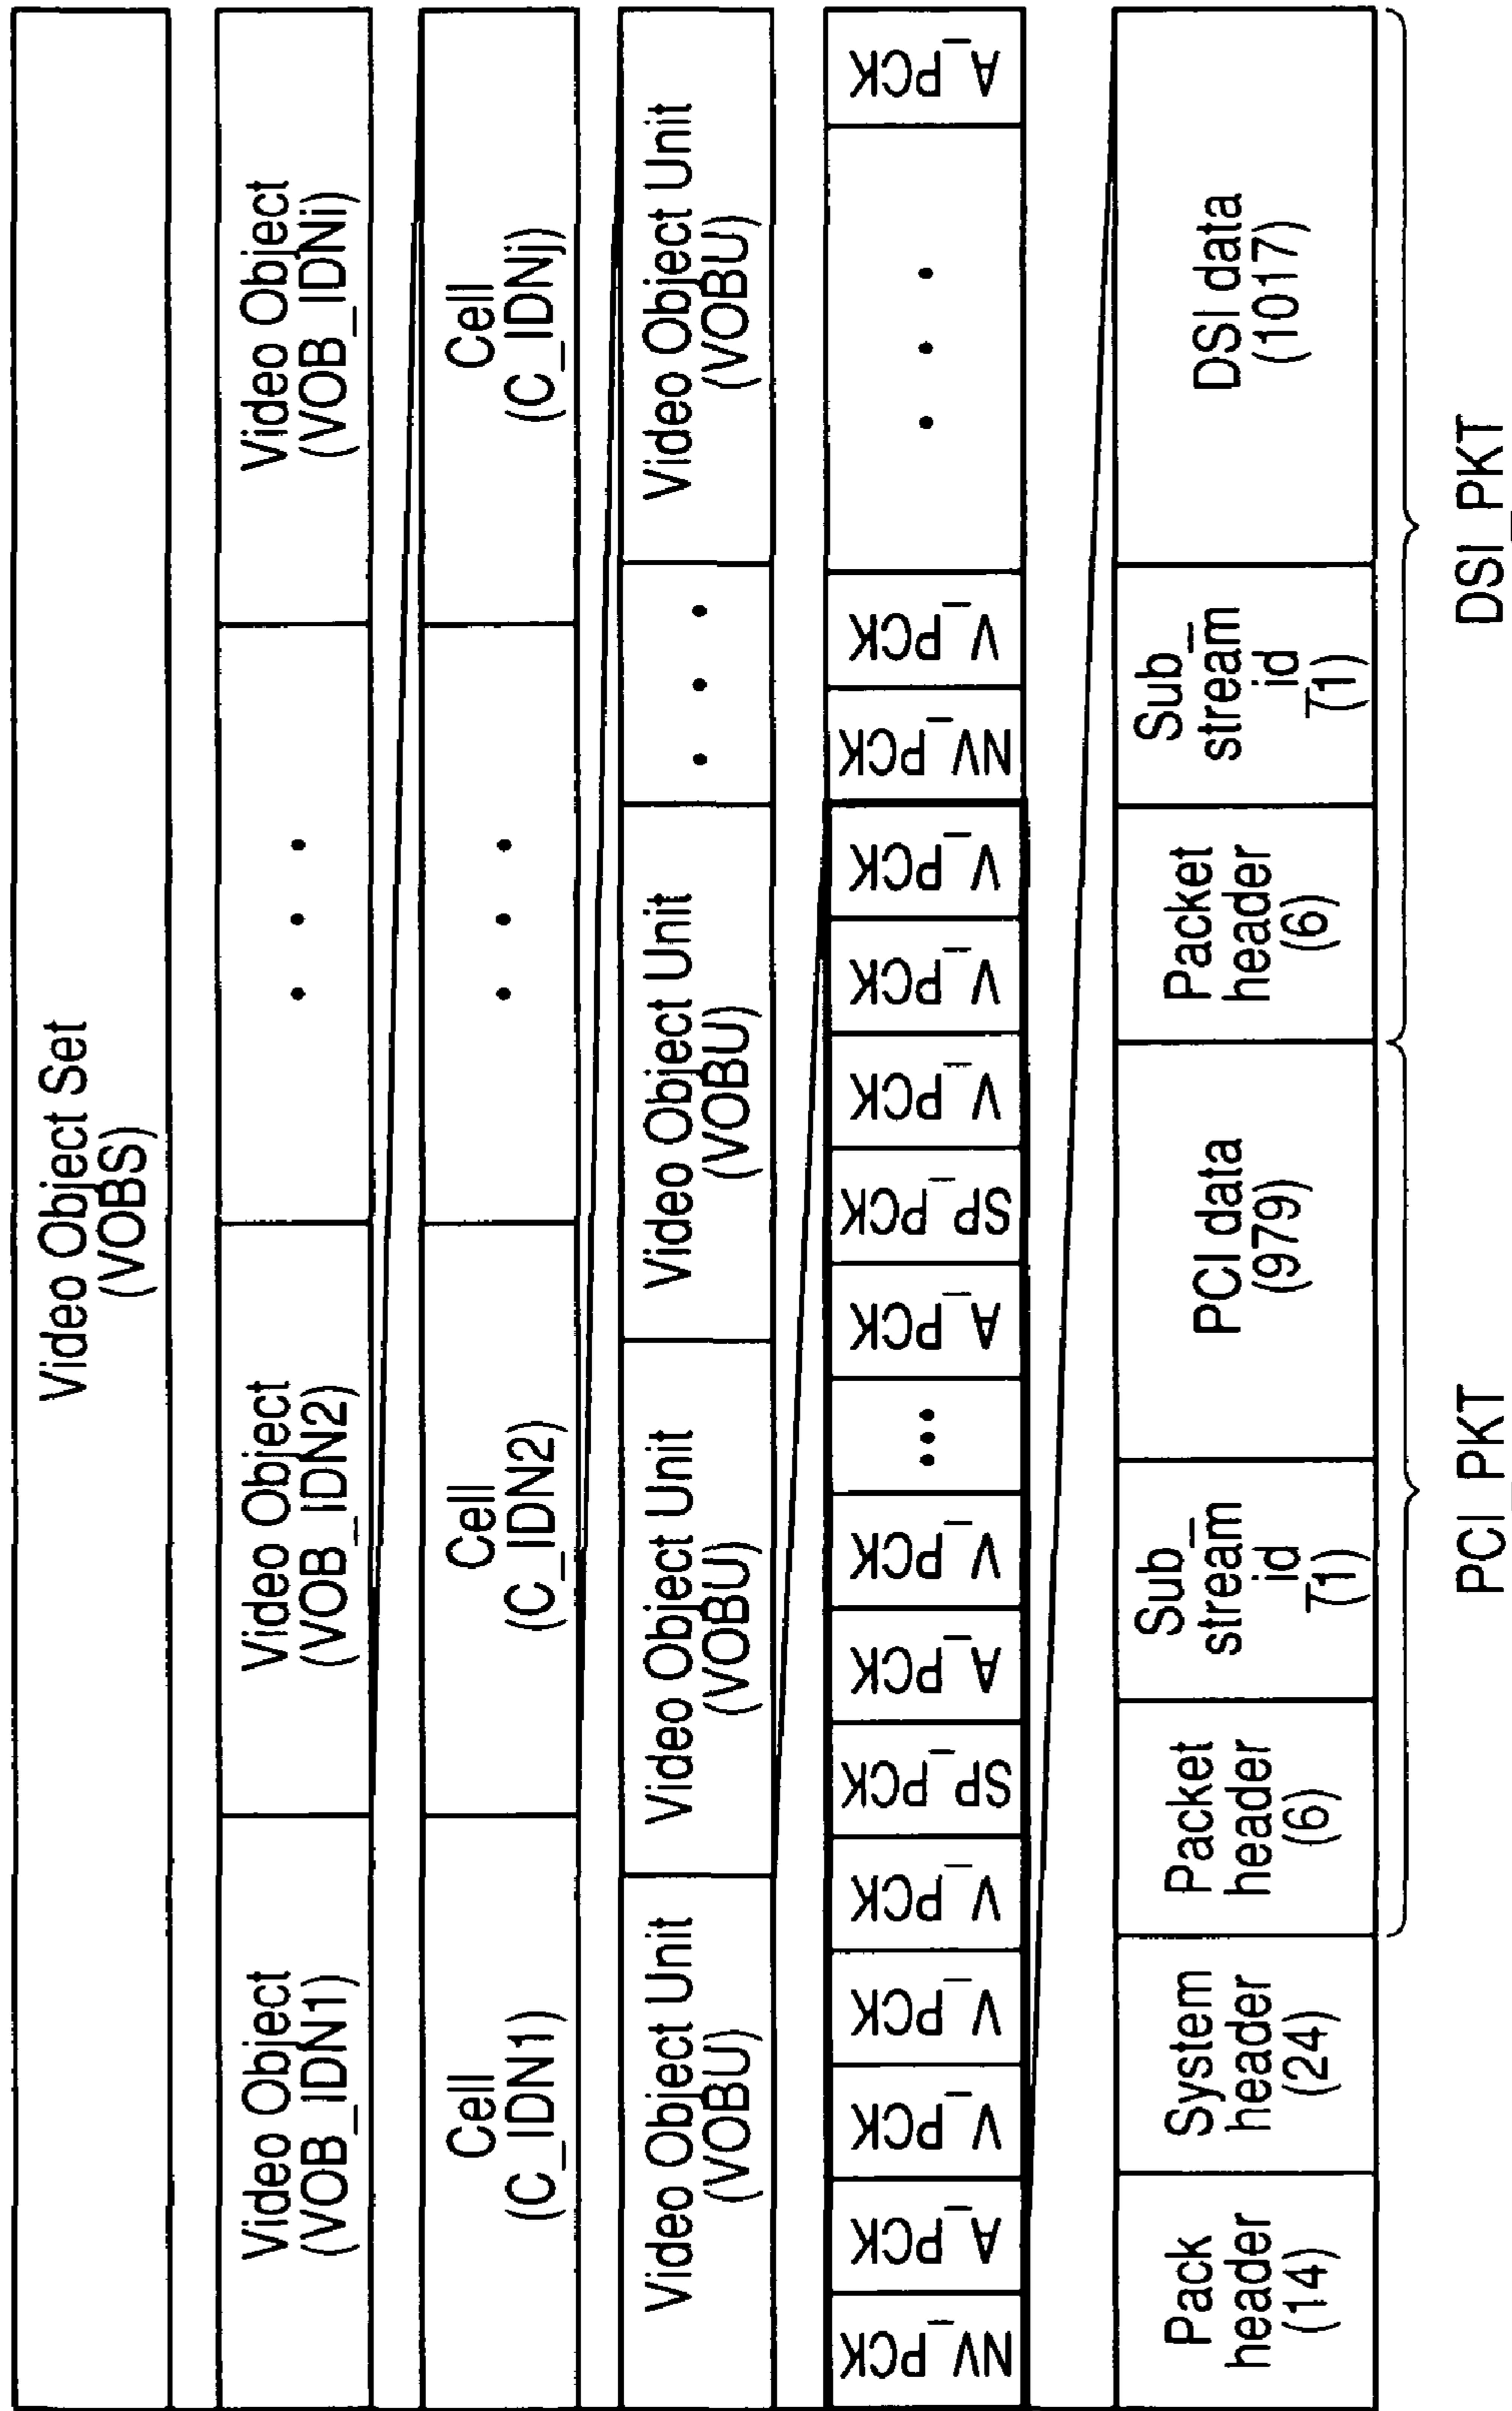 Video Object Set
(VOBS)
Video Object
(VOB_IDN1)
Video Object
(VOB_IDN2)
• • •
Video Object
(VOB_IDNi)
Cell
(C_IDN1)
Cell
(C_IDN2)
• • •
Cell
(C_IDNj)
Video Object Unit
(VOBU)
Video Object Unit
(VOBU)
Video Object Unit
(VOBU)
• • •
Video Object Unit
(VOBU)
NV_PCK
A_PCK
V_PCK
V_PCK
V_PCK
SP_PCK
A_PCK
V_PCK
•••
A_PCK
SP_PCK
V_PCK
V_PCK
V_PCK
NV_PCK
V_PCK
• • •
A_PCK
Pack
header
(14)
System
header
(24)
Packet
header
(6)
Sub_
stream
_id
(1)
PCI data
(979)
Packet
header
(6)
Sub_
stream
_id
(1)
DSI data
(1017)
PCI_PKT
DSI_PKT